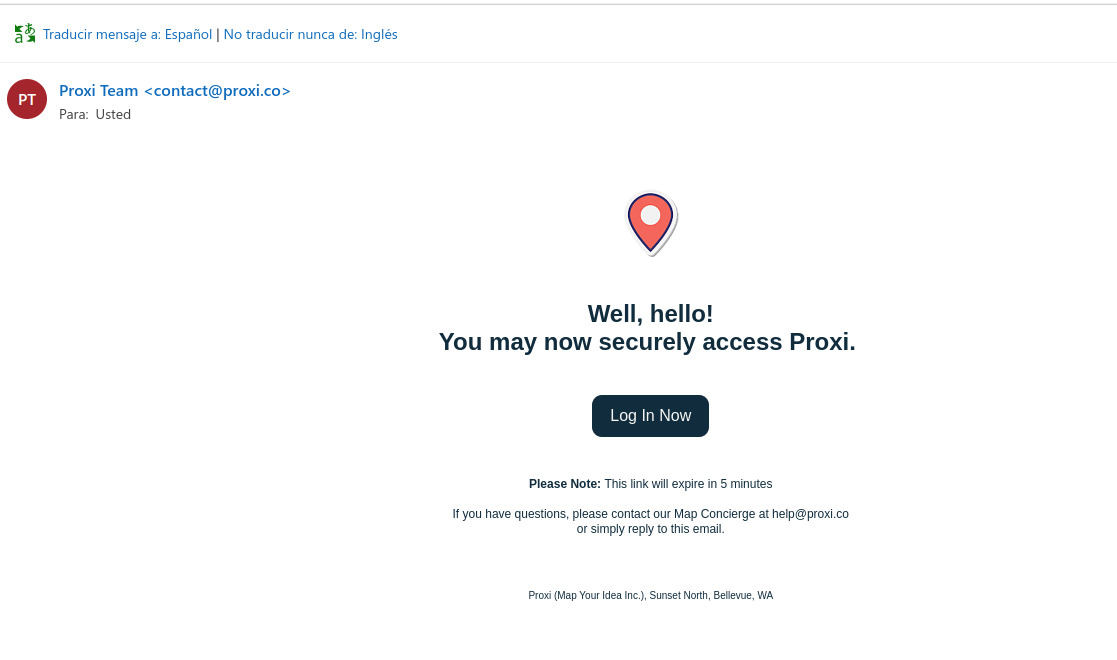 Traducir mensaje a: Español | No traducir nunca de: Inglés
PT
Proxi Team <contact@proxi.co>
Para: Usted
Well, hello!
You may now securely access Proxi.
Log In Now
Please Note: This link will expire in 5 minutes
If you have questions, please contact our Map Concierge at help@proxi.co
or simply reply to this email.
Proxi (Map Your Idea Inc.), Sunset North, Bellevue, WA